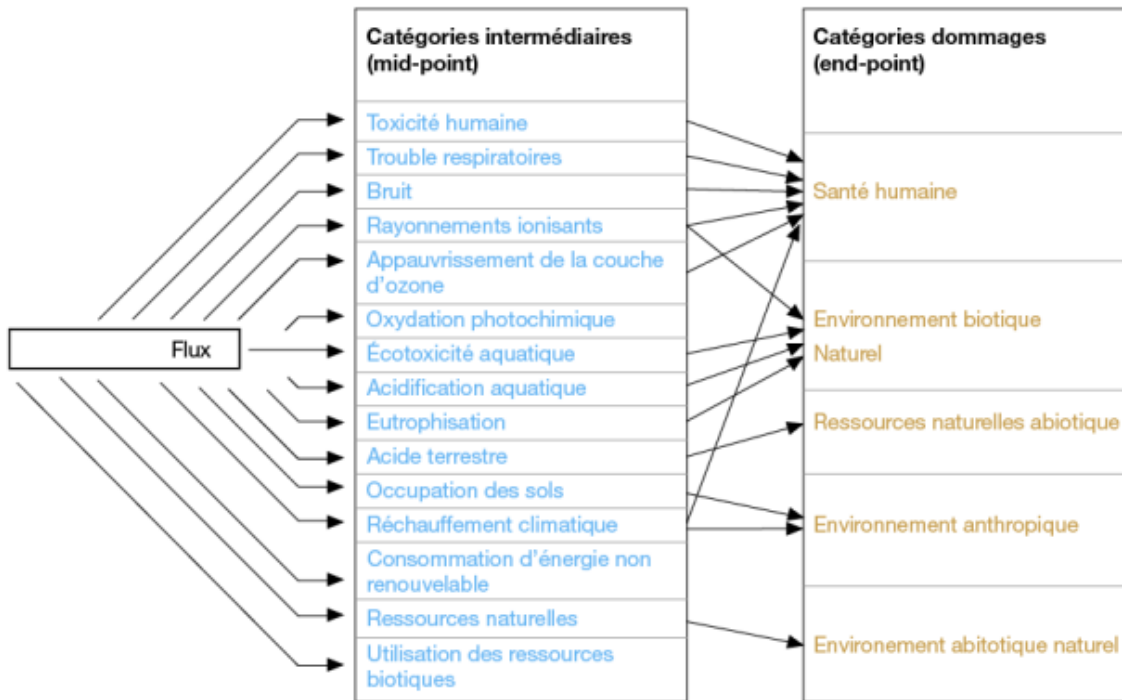 Flux
Catégories intermédiaires
(mid-point)
Toxicité humaine
Trouble respiratoires
Bruit
Rayonnements ionisants
Appauvrissement de la couche
d'ozone
Oxydation photochimique
Écotoxicité aquatique
Acidification aquatique
Eutrophisation
Acide terrestre
Occupation des sols
Réchauffement climatique
Consommation d'énergie non
renouvelable
Ressources naturelles
Utilisation des ressources
biotiques
Catégories dommages
(end-point)
Santé humaine
Environnement biotique
Naturel
Ressources naturelles abiotique
Environnement anthropique
Environement abitotique naturel